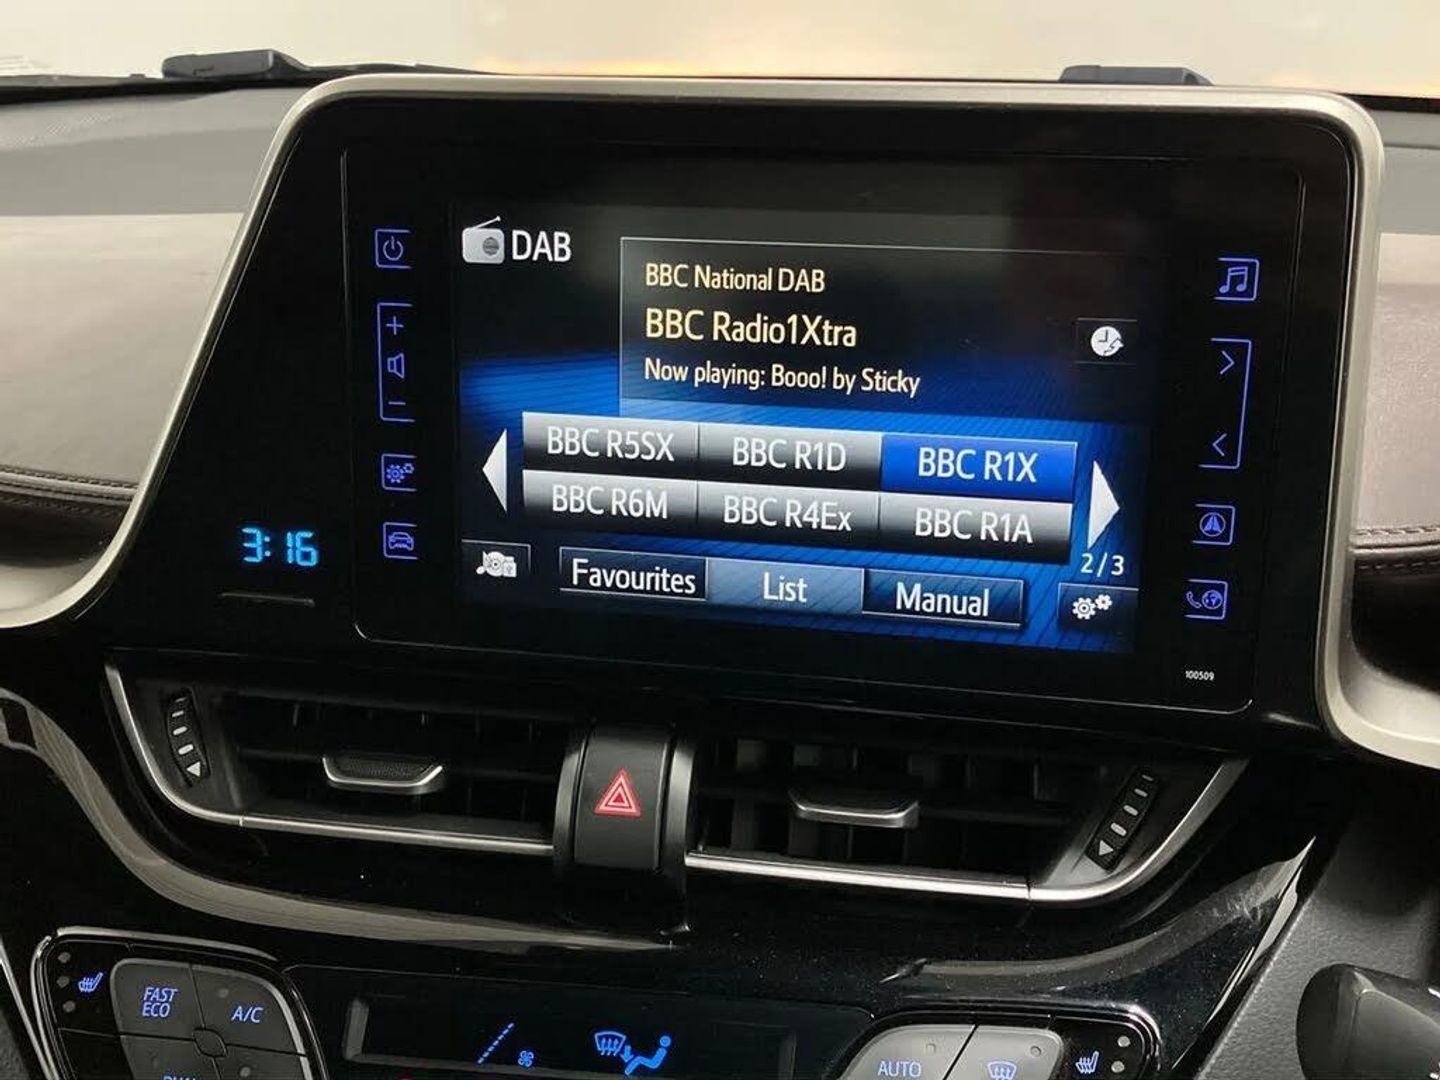 DAB
BBC National DAB
BBC Radio1Xtra
Now playing: Booo! by Sticky
BBC R5SX BBC R1D BBC R1X
BBC R6M BBC R4Ex BBC R1A
2/3
Favourites List Manual
3:16
100509
FAST
ECO
A/C
AUTO